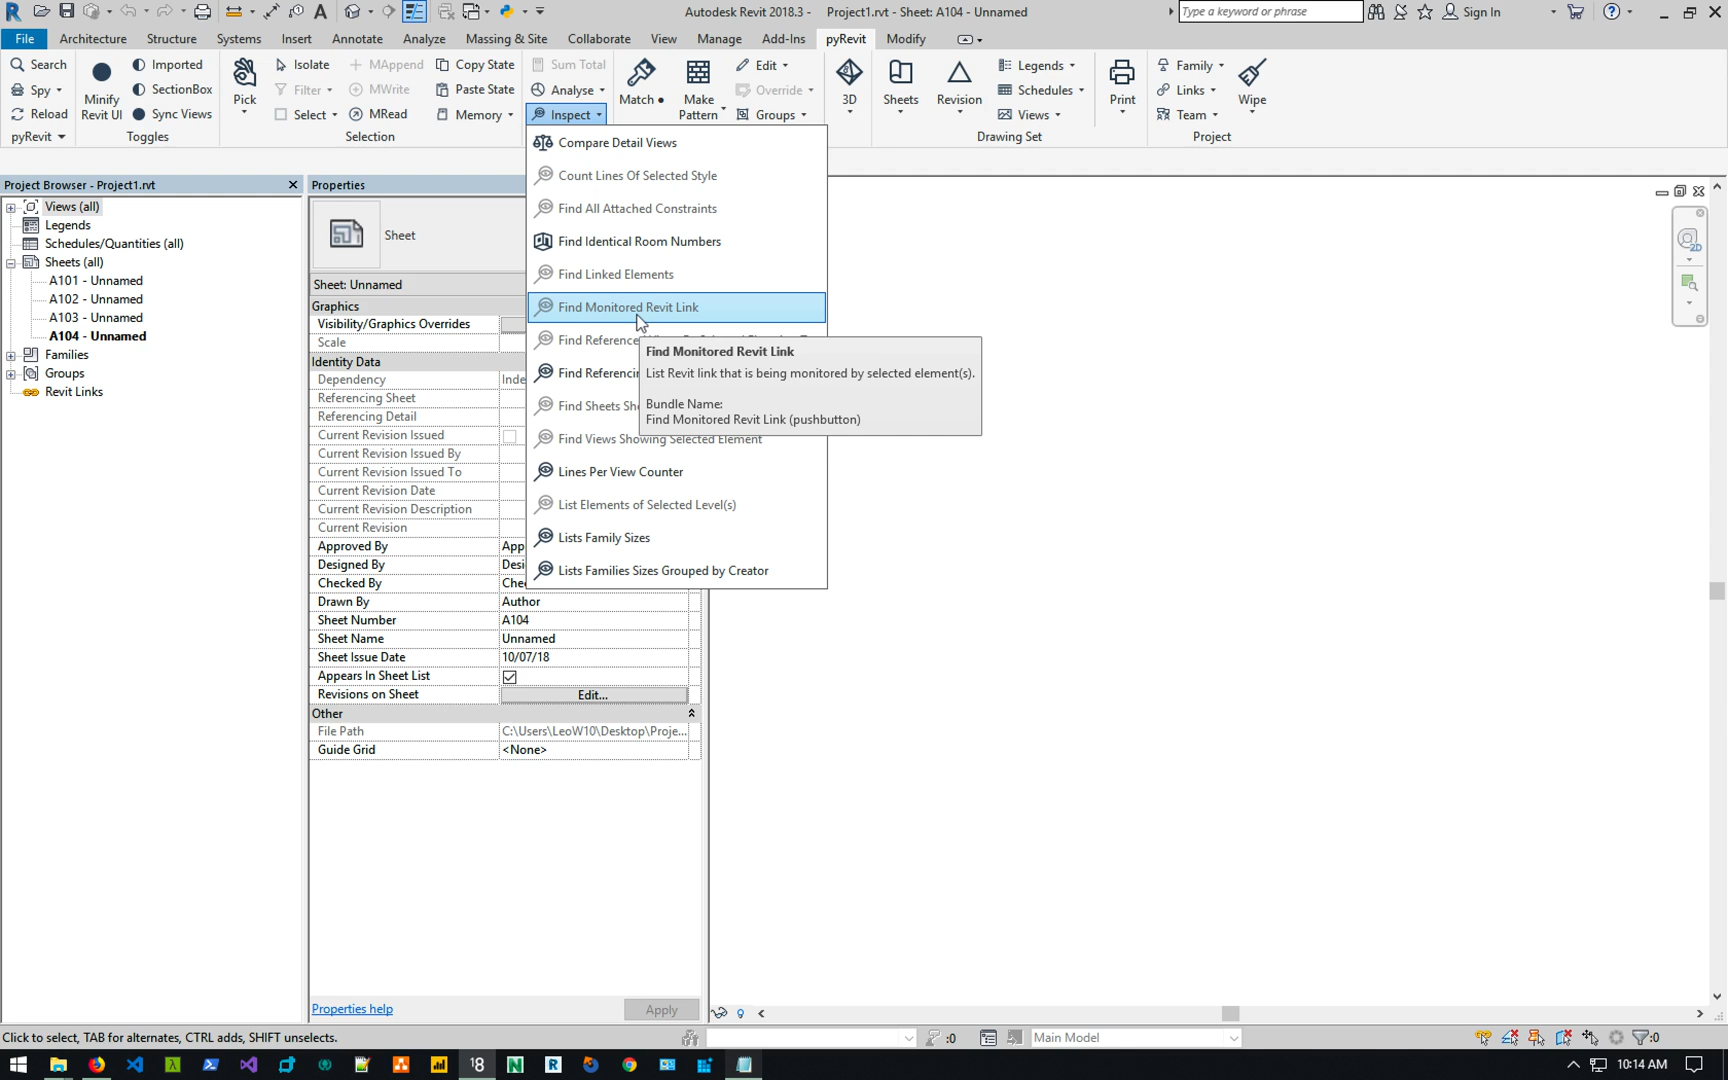 Autodesk Revit 2018.3 - Project1.rvt - Sheet: A104 - Unnamed
Type a keyword or phrase
Sign In
File Architecture Structure Systems Insert Annotate Analyze Massing & Site Collaborate View Manage Add-Ins pyRevit Modify
Search
Spy
Reload
pyRevit
Minify
Revit UI
Imported
SectionBox
Sync Views
Toggles
Pick
Isolate
Filter
Select
MAppend
MWrite
MRead
Copy State
Paste State
Memory
Selection
Sum Total
Analyse
Inspect
Match
Make
Pattern
Edit
Override
Groups
3D
Sheets
Revision
Legends
Schedules
Views
Drawing Set
Print
Family
Links
Team
Wipe
Project
Project Browser - Project1.rvt
Views (all)
Legends
Schedules/Quantities (all)
Sheets (all)
A101 - Unnamed
A102 - Unnamed
A103 - Unnamed
A104 - Unnamed
Families
Groups
Revit Links
Properties
Sheet
Sheet: Unnamed
Graphics
Visibility/Graphics Overrides
Scale
Identity Data
Dependency
Referencing Sheet
Referencing Detail
Current Revision Issued
Current Revision Issued By
Current Revision Issued To
Current Revision Date
Current Revision Description
Current Revision
Approved By
Designed By
Checked By
Drawn By Author
Sheet Number A104
Sheet Name Unnamed
Sheet Issue Date 10/07/18
Appears In Sheet List
Revisions on Sheet Edit...
Other
File Path C:\Users\LeoW10\Desktop\Proje...
Guide Grid <None>
Properties help
Apply
Compare Detail Views
Count Lines Of Selected Style
Find All Attached Constraints
Find Identical Room Numbers
Find Linked Elements
Find Monitored Revit Link
Find Reference
Find Views Showing Selected Element
Lines Per View Counter
List Elements of Selected Level(s)
Lists Family Sizes
Lists Families Sizes Grouped by Creator
Find Monitored Revit Link
List Revit link that is being monitored by selected element(s).
Bundle Name:
Find Monitored Revit Link (pushbutton)
Click to select, TAB for alternates, CTRL adds, SHIFT unselects.
:0
Main Model
:0
18
10:14 AM